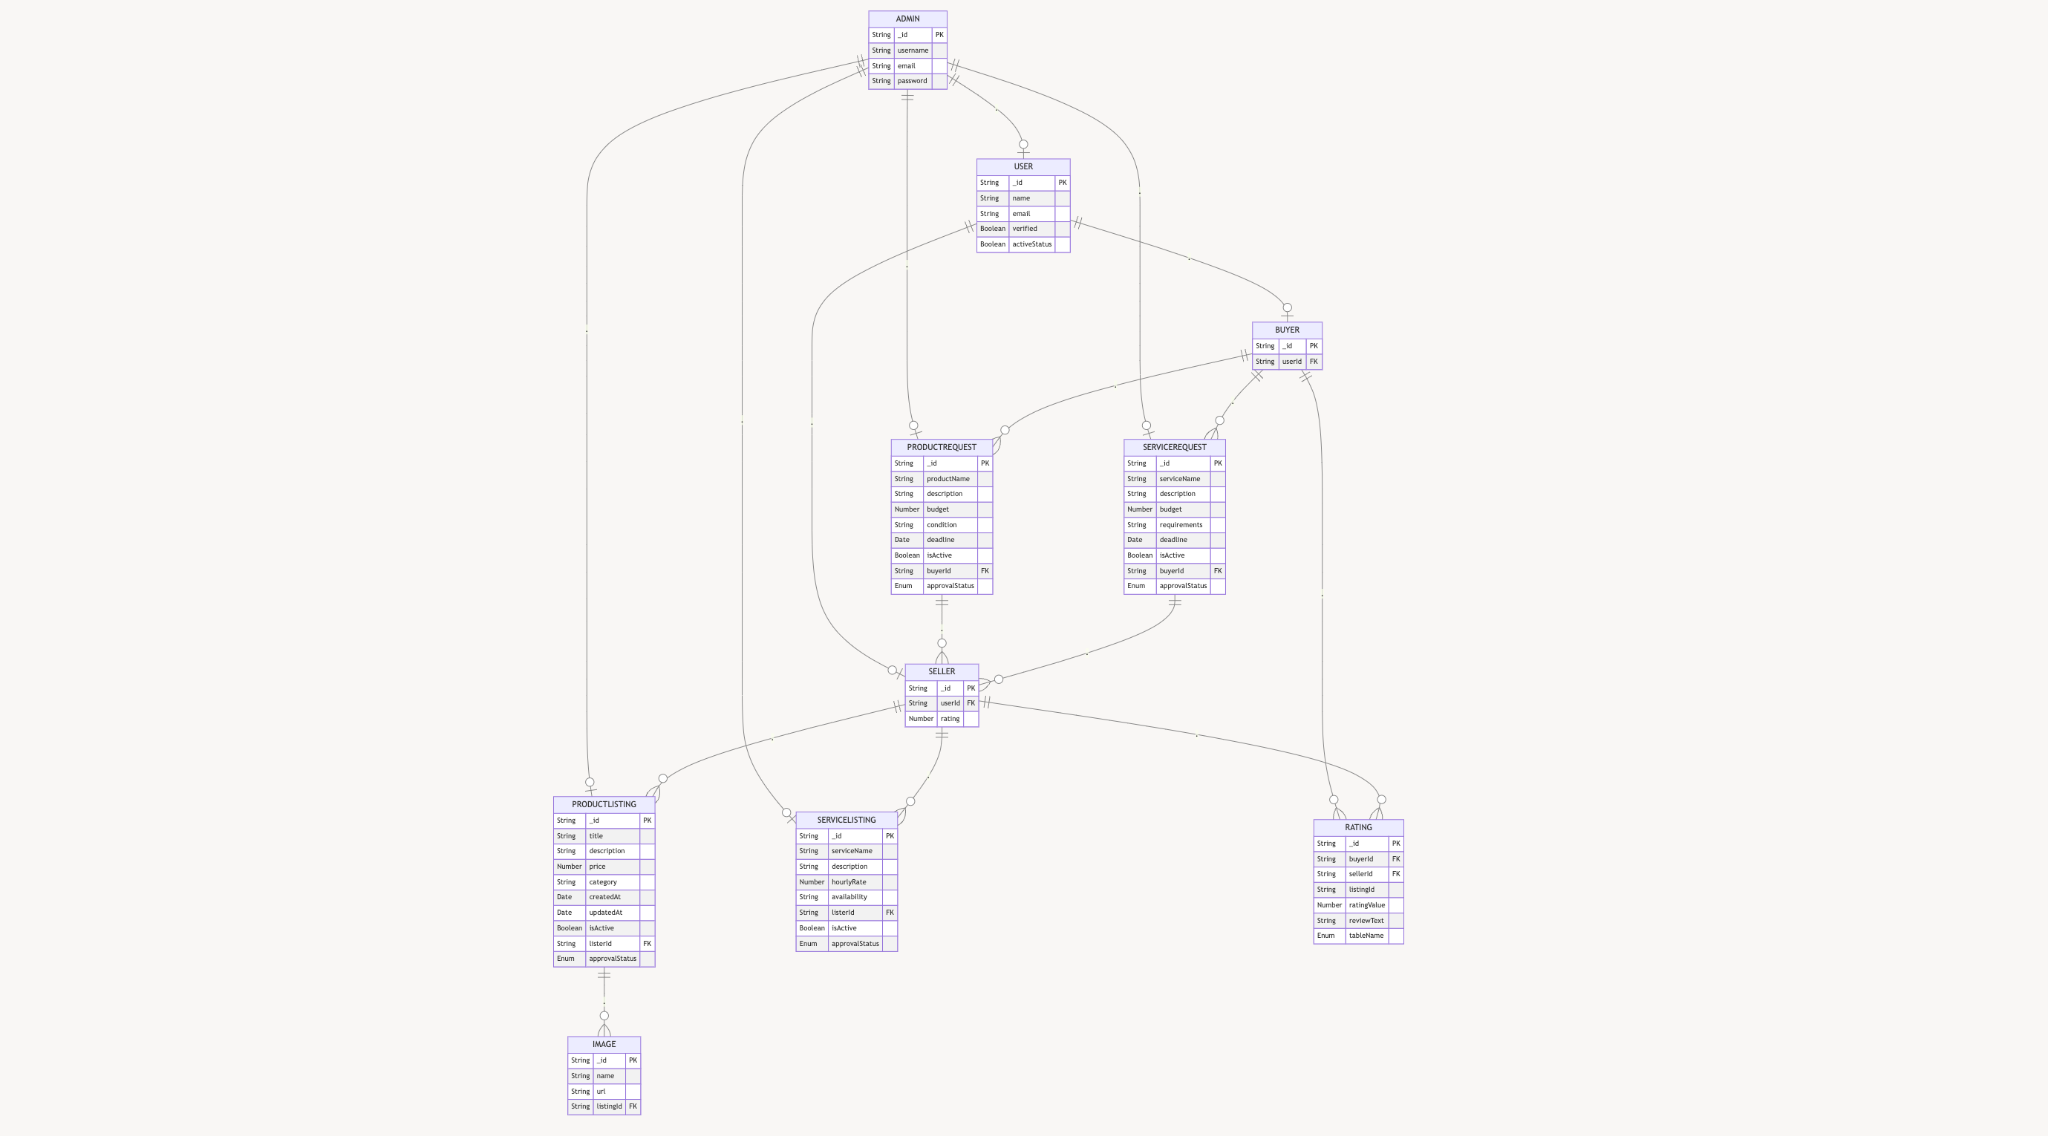 ADMIN
String _id PK
String username
String email
String password
USER
String _id PK
String name
String email
Boolean verified
Boolean activeStatus
BUYER
String _id PK
String userId FK
PRODUCTREQUEST
String _id PK
String productName
String description
Number budget
String condition
Date deadline
Boolean isActive
String buyerId FK
Enum approvalStatus
SERVICEREQUEST
String _id PK
String serviceName
String description
Number budget
String requirements
Date deadline
Boolean isActive
String buyerId FK
Enum approvalStatus
SELLER
String _id PK
String userId FK
Number rating
PRODUCTLISTING
String _id PK
String title
String description
Number price
String category
Date createdAt
Date updatedAt
Boolean isActive
String listerId FK
Enum approvalStatus
SERVICELISTING
String _id PK
String serviceName
String description
Number hourlyRate
String availability
String listerId FK
Boolean isActive
Enum approvalStatus
RATING
String _id PK
String buyerId FK
String sellerId FK
String listingId
Number ratingValue
String reviewText
Enum tableName
IMAGE
String _id PK
String name
String url
String listingId FK